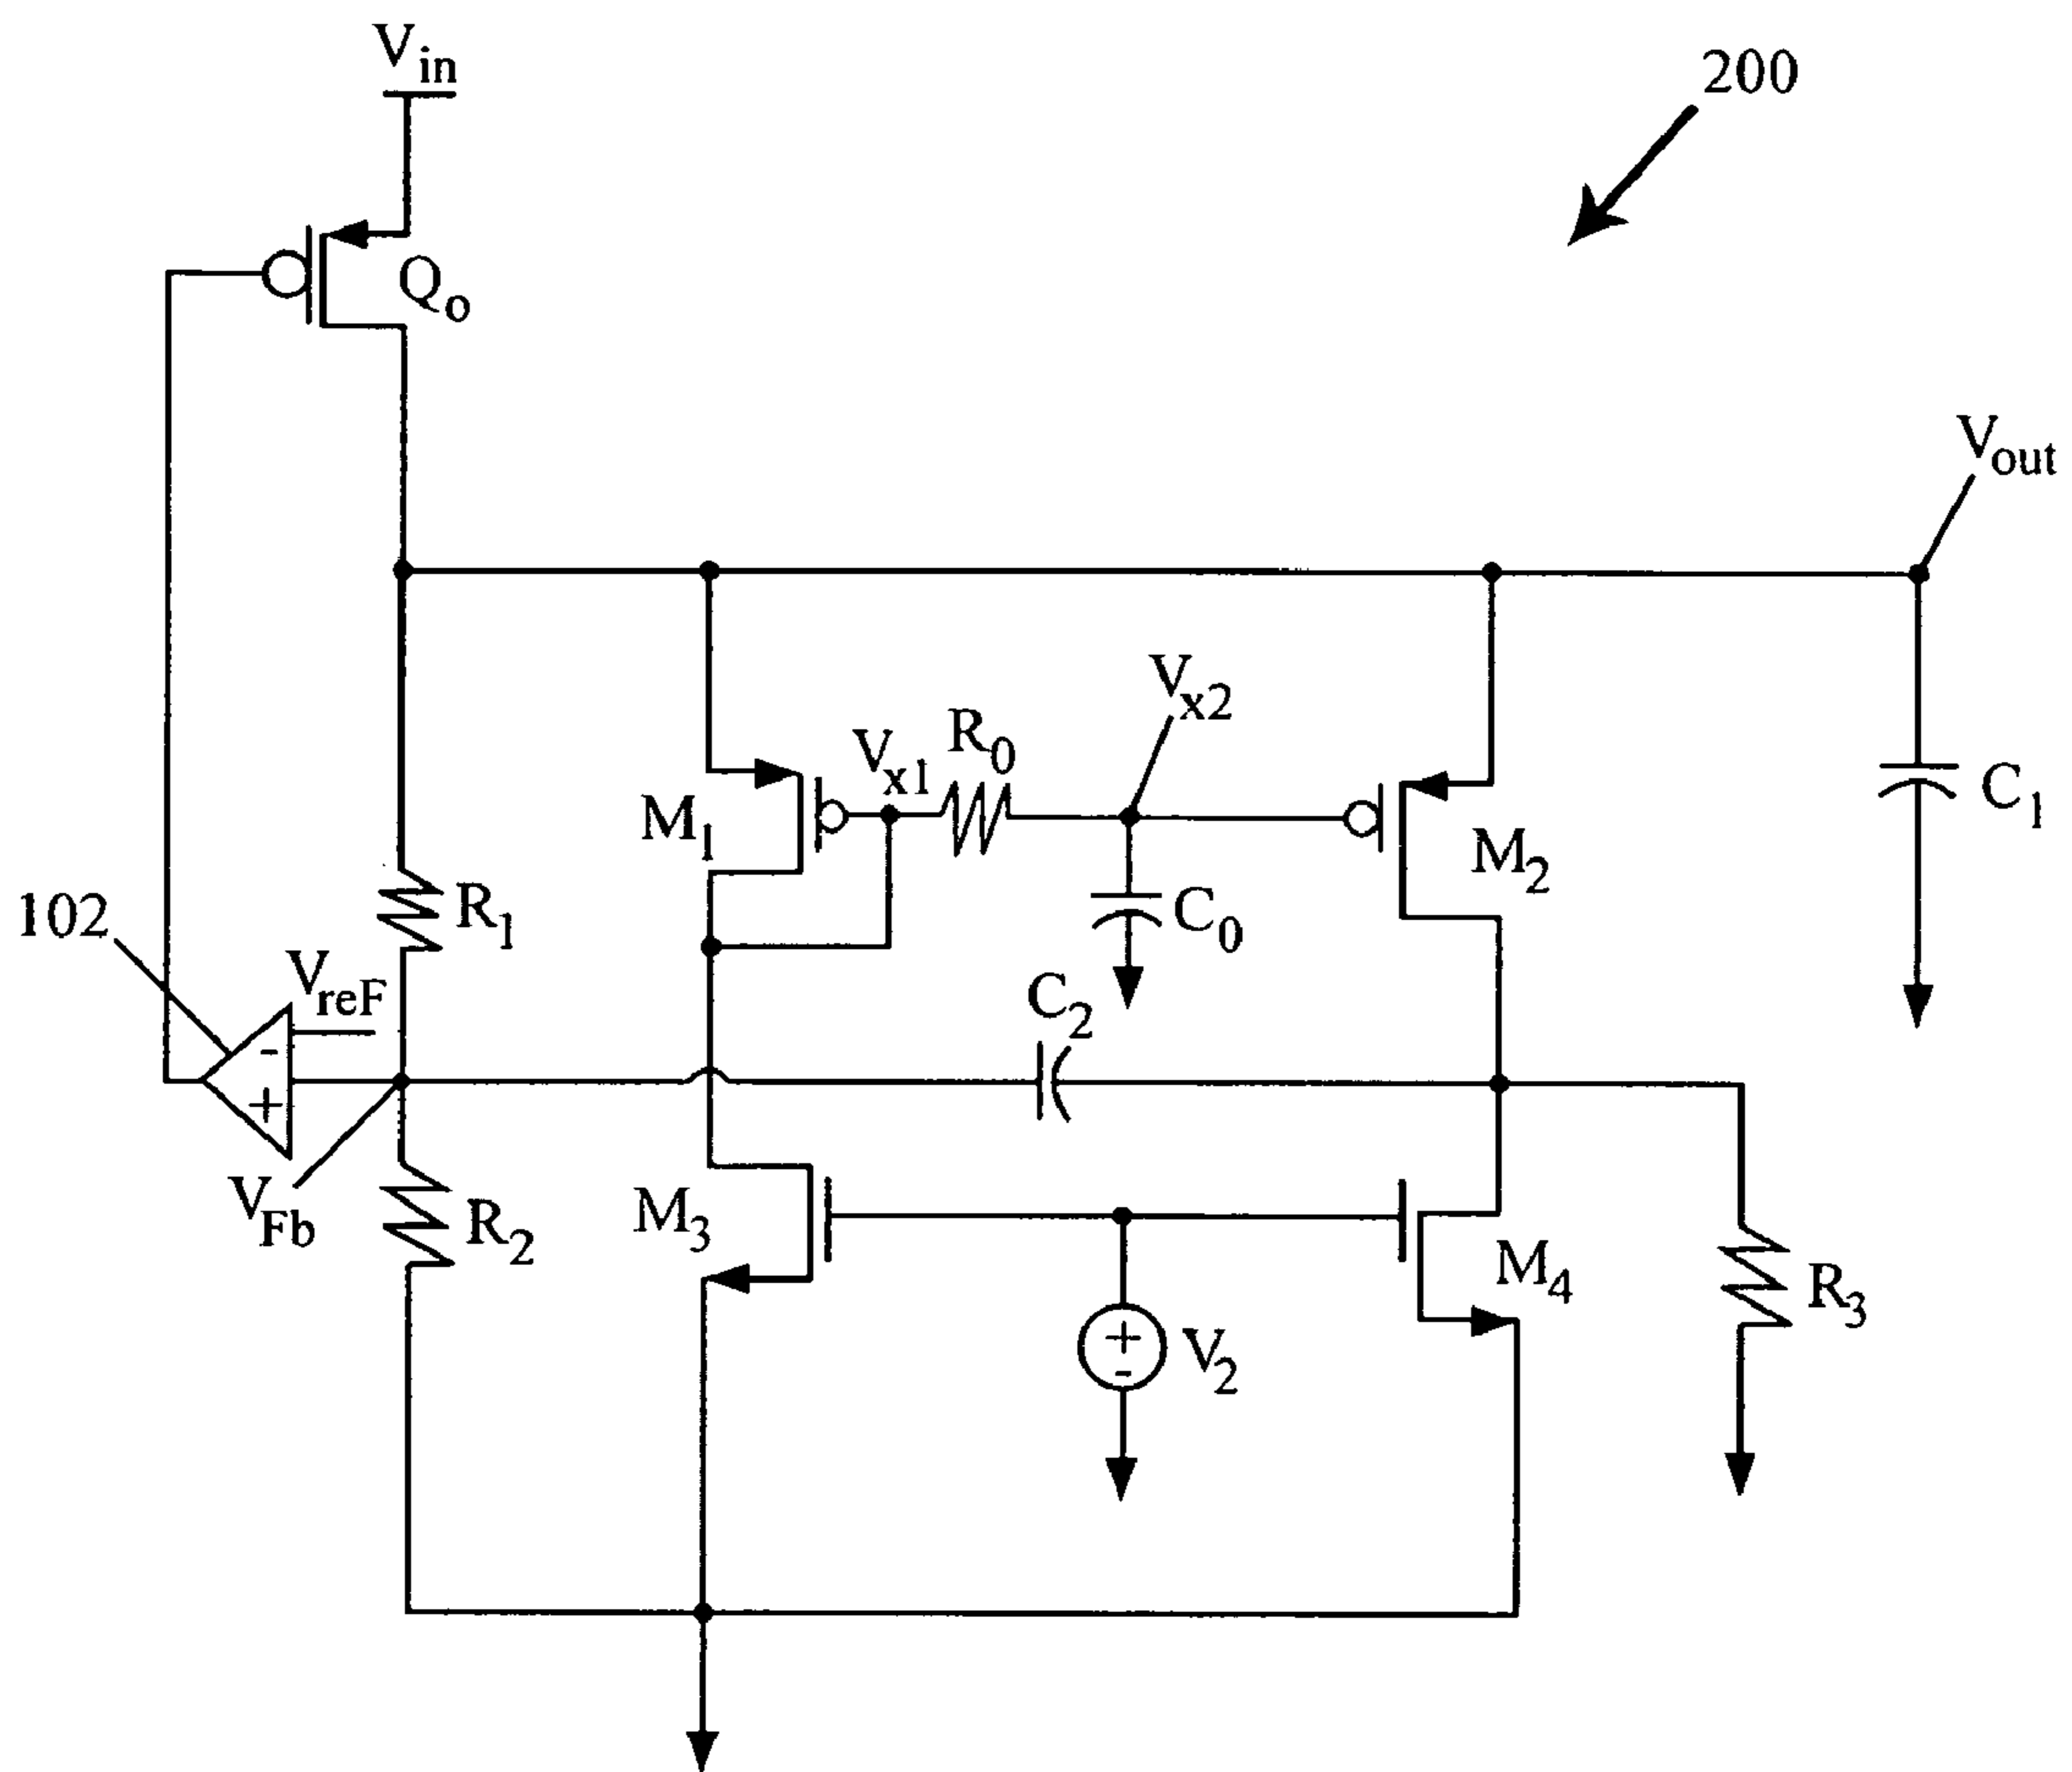 Vin
200
Qo
Vout
Vx2
R0
Vx1
M1
M2
C1
R1
C0
102
VreF
C2
-
+
VFb
R2
M3
M4
R3
+
-
V2